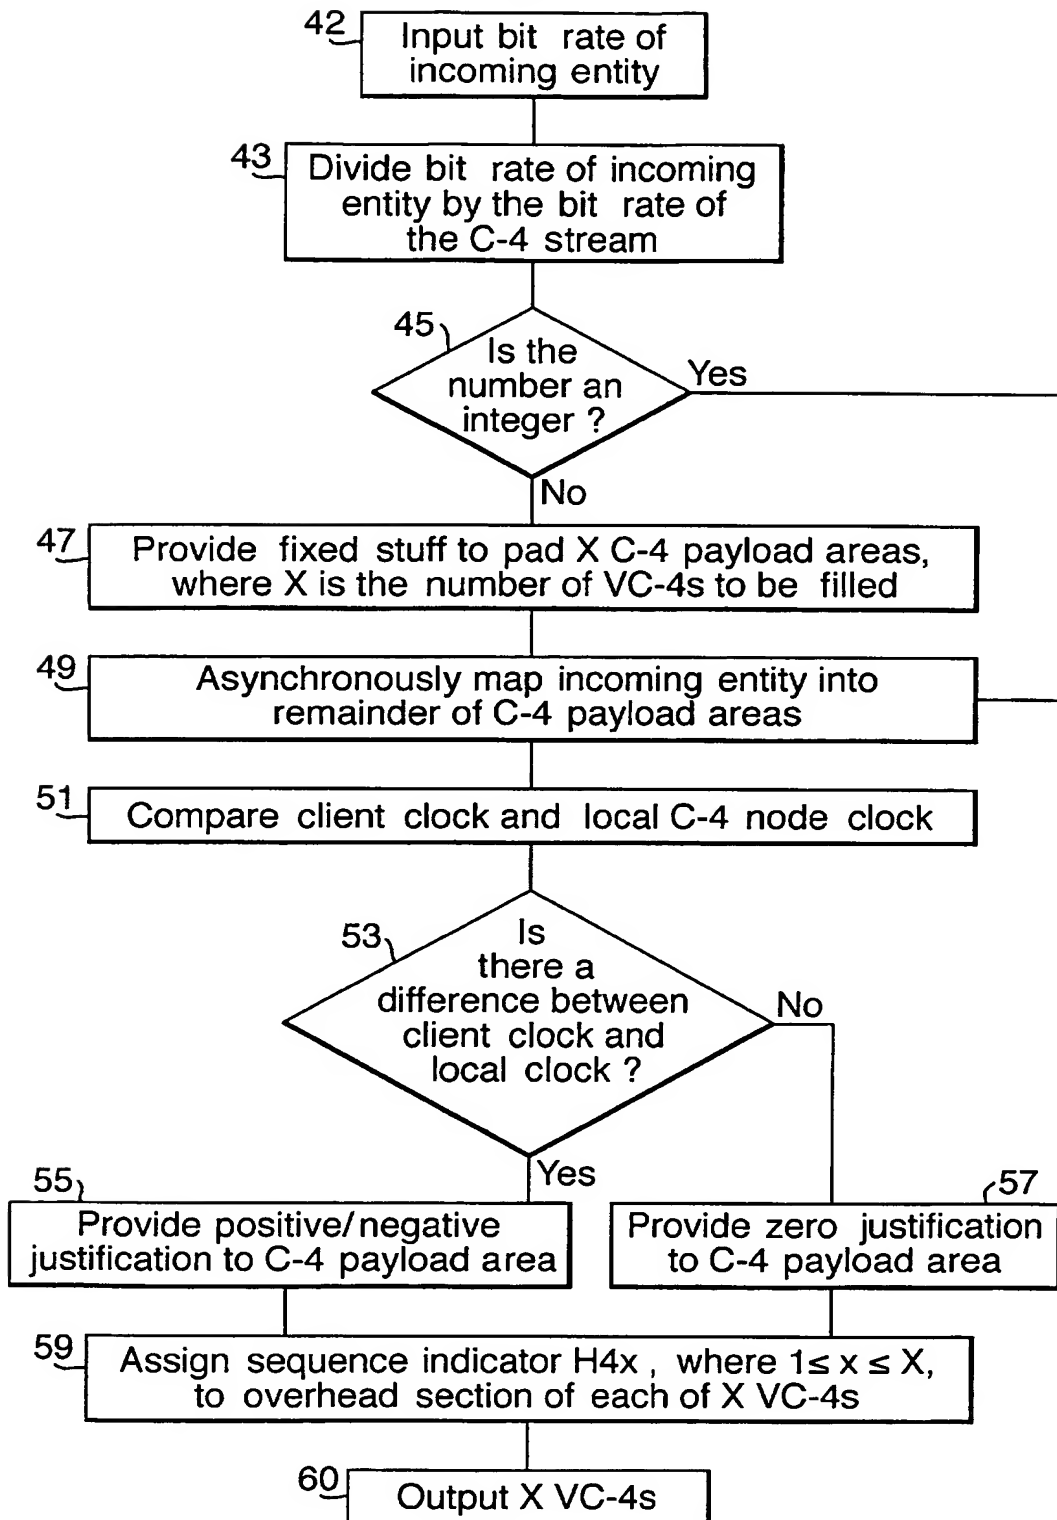 42
Input bit rate of
incoming entity
43
Divide bit rate of incoming
entity by the bit rate of
the C-4 stream
45
Is the
number an
integer ?
Yes
No
47
Provide fixed stuff to pad X C-4 payload areas,
where X is the number of VC-4s to be filled
49
Asynchronously map incoming entity into
remainder of C-4 payload areas
51
Compare client clock and local C-4 node clock
53
Is
there a
difference between
client clock and
local clock ?
No
Yes
55
Provide positive/negative
justification to C-4 payload area
57
Provide zero justification
to C-4 payload area
59
Assign sequence indicator H4x , where 1≤ x ≤ X,
to overhead section of each of X VC-4s
60
Output X VC-4s